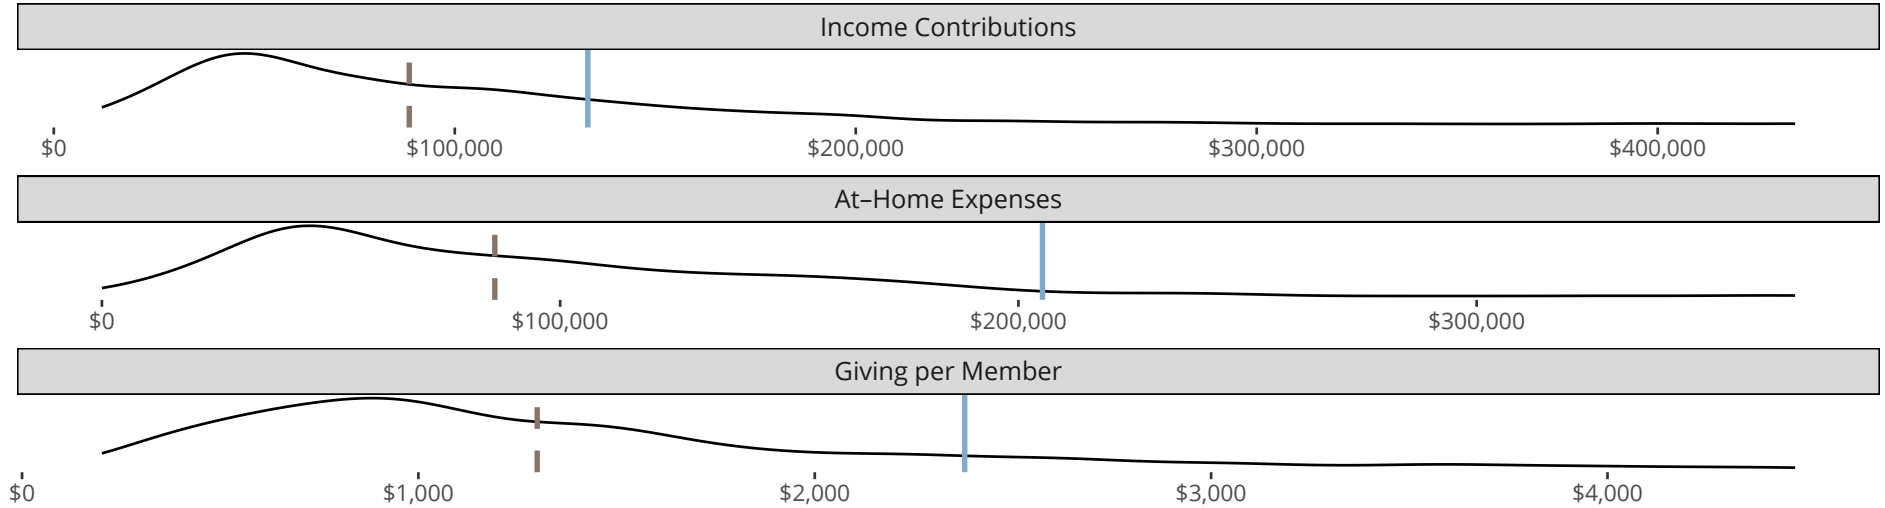 Income Contributions
$0 $100,000 $200,000 $300,000 $400,000
At–Home Expenses
$0 $100,000 $200,000 $300,000
Giving per Member
$0 $1,000 $2,000 $3,000 $4,000